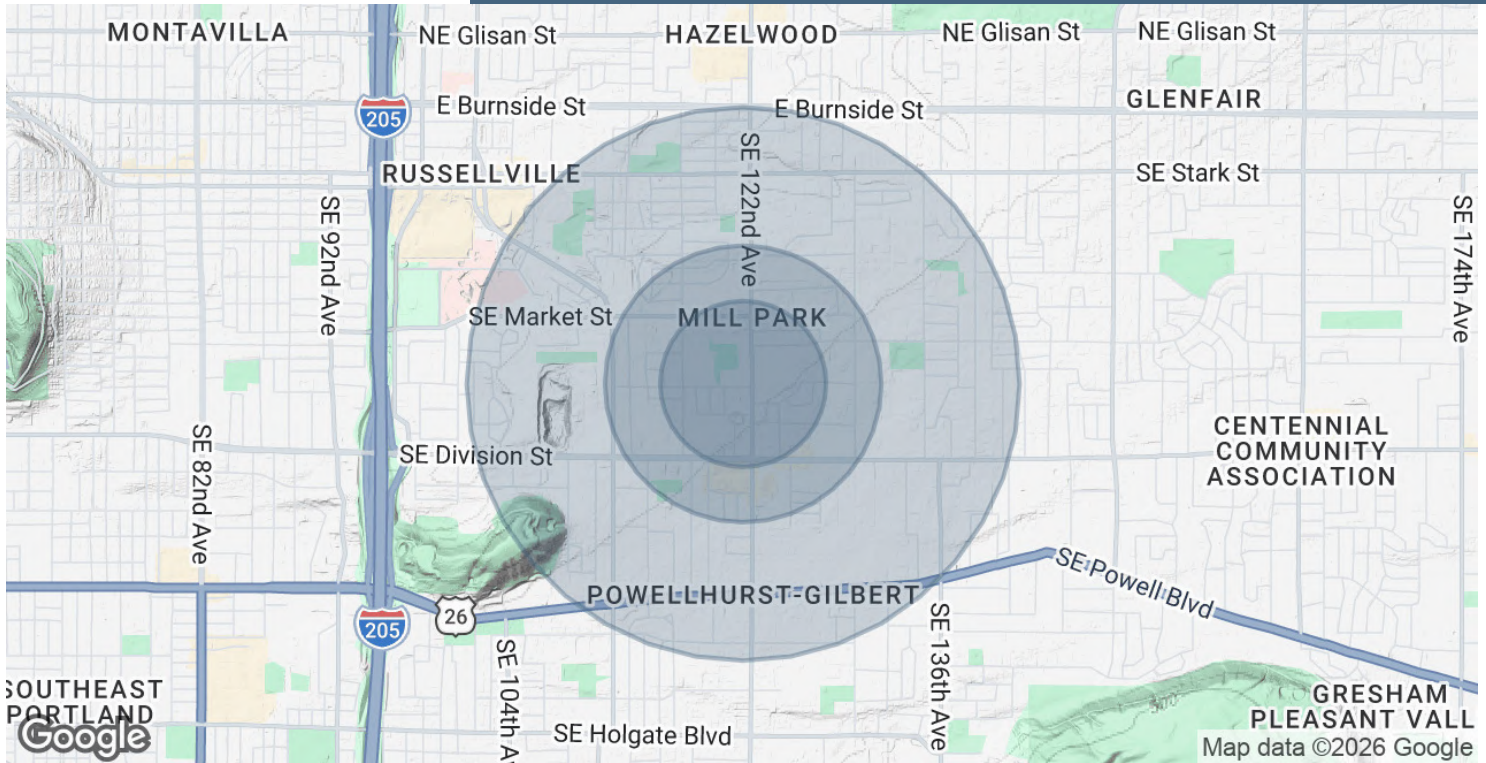 MONTAVILLA
NE Glisan St
HAZELWOOD
NE Glisan St
NE Glisan St
205
E Burnside St
E Burnside St
GLENFAIR
RUSSELLVILLE
SE 122nd Ave
SE Stark St
SE 92nd Ave
SE 174th Ave
SE Market St
MILL PARK
SE 82nd Ave
SE Division St
CENTENNIAL
COMMUNITY
ASSOCIATION
SE Powell Blvd
POWELLHURST-GILBERT
26
205
SE 104th Av
SE 136th Ave
500
SOUTHEAST
PORTLAND
GRESHAM
PLEASANT VALL
SE Holgate Blvd
Google
Map data ©2026 Google